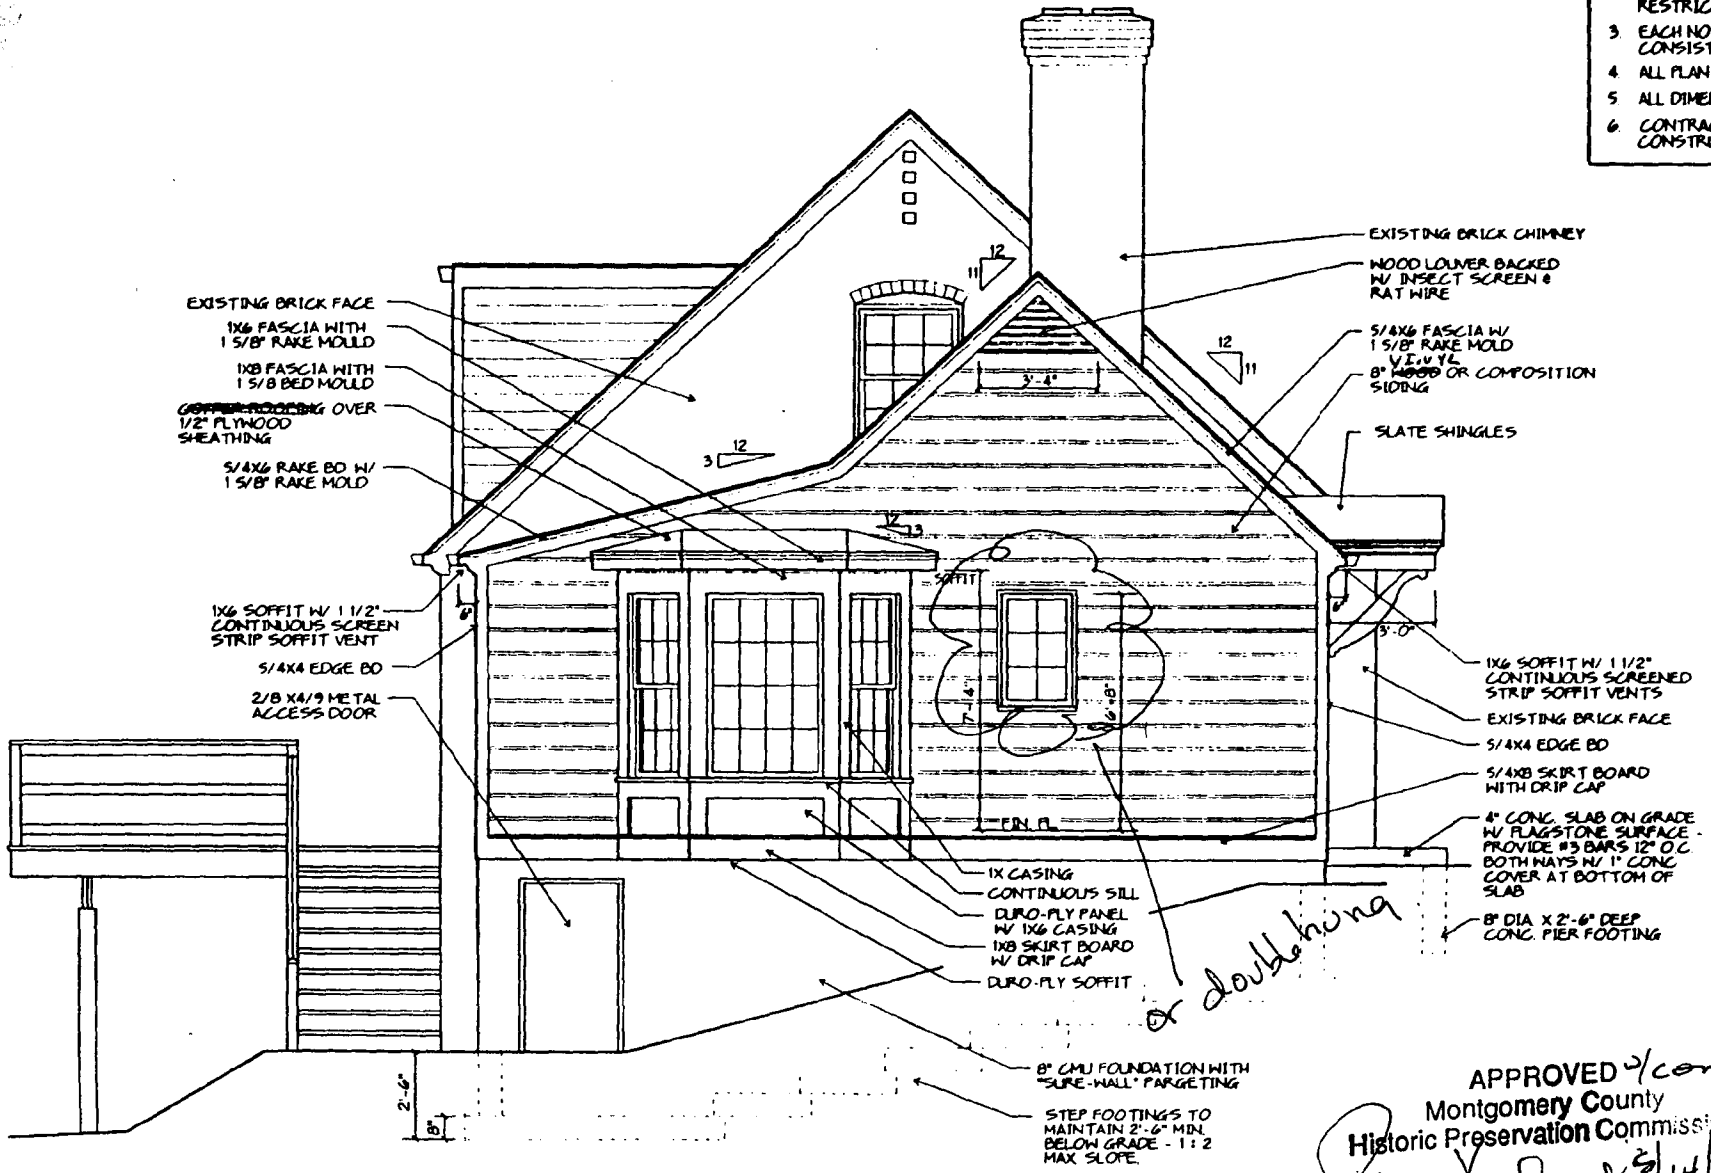 RESTRIC
3. EACH NO
CONSIST
4. ALL PLAN
5. ALL DIME
6. CONTRA
CONSTR
EXISTING BRICK CHIMNEY
WOOD LOUVER BACKED
W/ INSECT SCREEN &
RAT WIRE
5/4X6 FASCIA W/
1 5/8" RAKE MOLD
VINYL
8" WOOD OR COMPOSITION
SIDING
SLATE SHINGLES
EXISTING BRICK FACE
1X6 FASCIA WITH
1 5/8" RAKE MOULD
1X8 FASCIA WITH
1 5/8 BED MOULD
COPPER ROOFING OVER
1/2" PLYWOOD
SHEATHING
5/4X6 RAKE BD W/
1 5/8" RAKE MOLD
12
11
12
11
3'-4"
12
3
12
3
SOFFIT
7'-4"
6'-8"
FIN. FL.
6"
6"
3'-0"
1X6 SOFFIT W/ 1 1/2"
CONTINUOUS SCREEN
STRIP SOFFIT VENT
5/4X4 EDGE BD
2/8 X4/9 METAL
ACCESS DOOR
1X6 SOFFIT W/ 1 1/2"
CONTINUOUS SCREENED
STRIP SOFFIT VENTS
EXISTING BRICK FACE
5/4X4 EDGE BD
5/4X8 SKIRT BOARD
WITH DRIP CAP
4" CONC. SLAB ON GRADE
W/ FLAGSTONE SURFACE -
PROVIDE #3 BARS 12" O.C.
BOTH WAYS W/ 1" CONC
COVER AT BOTTOM OF
SLAB
8" DIA X 2'-6" DEEP
CONC. PIER FOOTING
1X CASING
CONTINUOUS SILL
DURO-PLY PANEL
W/ 1X6 CASING
1X8 SKIRT BOARD
W/ DRIP CAP
DURO-PLY SOFFIT
or doublehung
8" CMU FOUNDATION WITH
"SURE-WALL" PARGETING
STEP FOOTINGS TO
MAINTAIN 2'-6" MIN.
BELOW GRADE - 1 : 2
MAX SLOPE.
2'-6"
8"
APPROVED w/con
Montgomery County
Historic Preservation Commiss